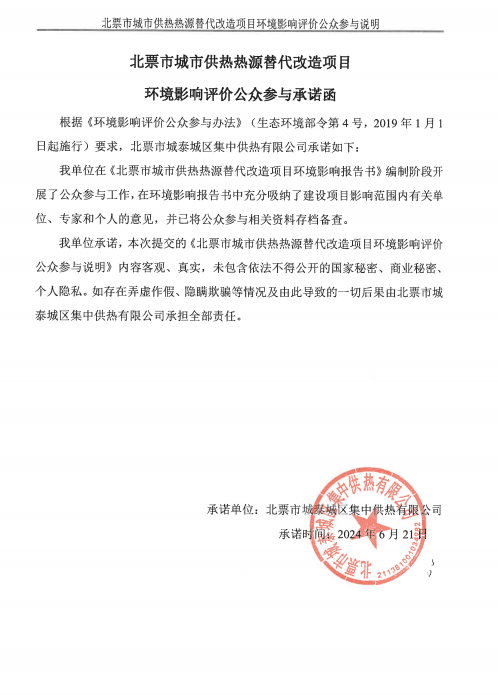 北票市城市供热热源替代改造项目环境影响评价公众参与说明
北票市城市供热热源替代改造项目
环境影响评价公众参与承诺函
根据《环境影响评价公众参与办法》（生态环境部令第 4 号，2019 年 1 月 1
日起施行）要求，北票市城泰城区集中供热有限公司承诺如下：
我单位在《北票市城市供热热源替代改造项目环境影响报告书》编制阶段开
展了公众参与工作，在环境影响报告书中充分吸纳了建设项目影响范围内有关单
位、专家和个人的意见，并已将公众参与相关资料存档备查。
我单位承诺，本次提交的《北票市城市供热热源替代改造项目环境影响评价
公众参与说明》内容客观、真实，未包含依法不得公开的国家秘密、商业秘密、
个人隐私。如存在弄虚作假、隐瞒欺骗等情况及由此导致的一切后果由北票市城
泰城区集中供热有限公司承担全部责任。
承诺单位：北票市城泰城区集中供热有限公司
承诺时间：2024 年 6 月 21 日
北票市城泰城区集中供热有限公司